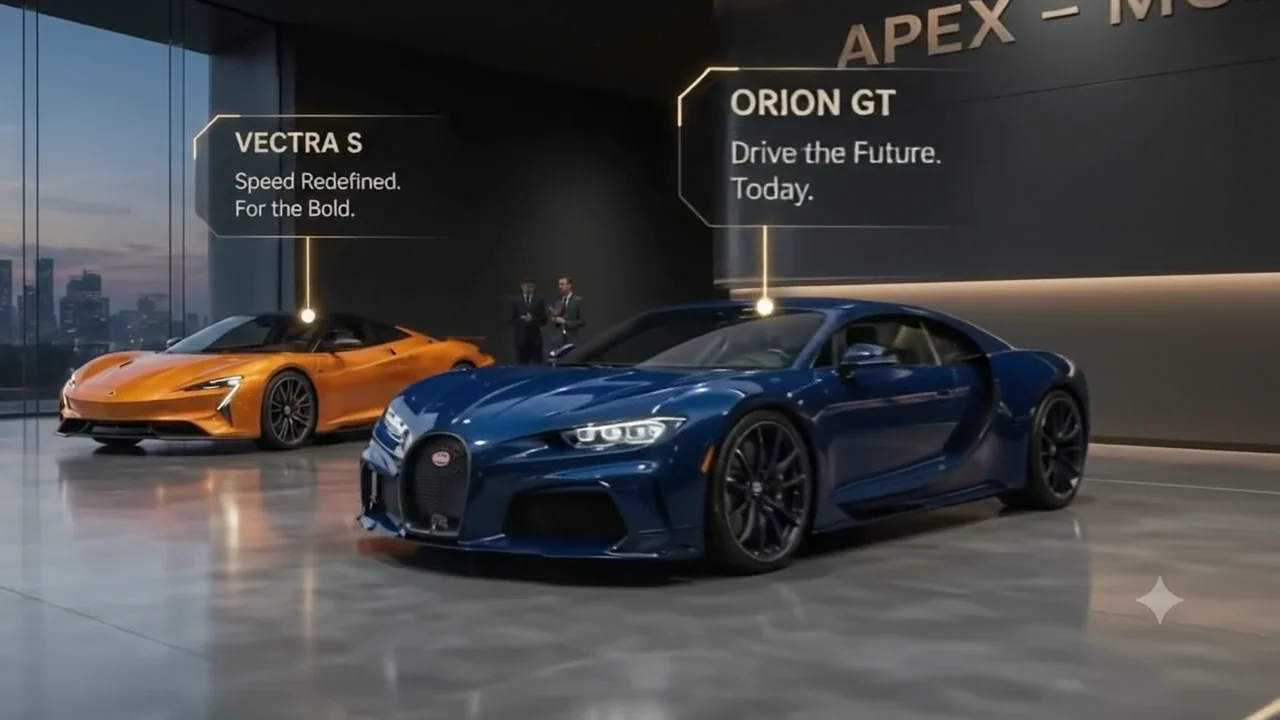 APEX –
VECTRA S
Speed Redefined.
For the Bold.
ORION GT
Drive the Future.
Today.